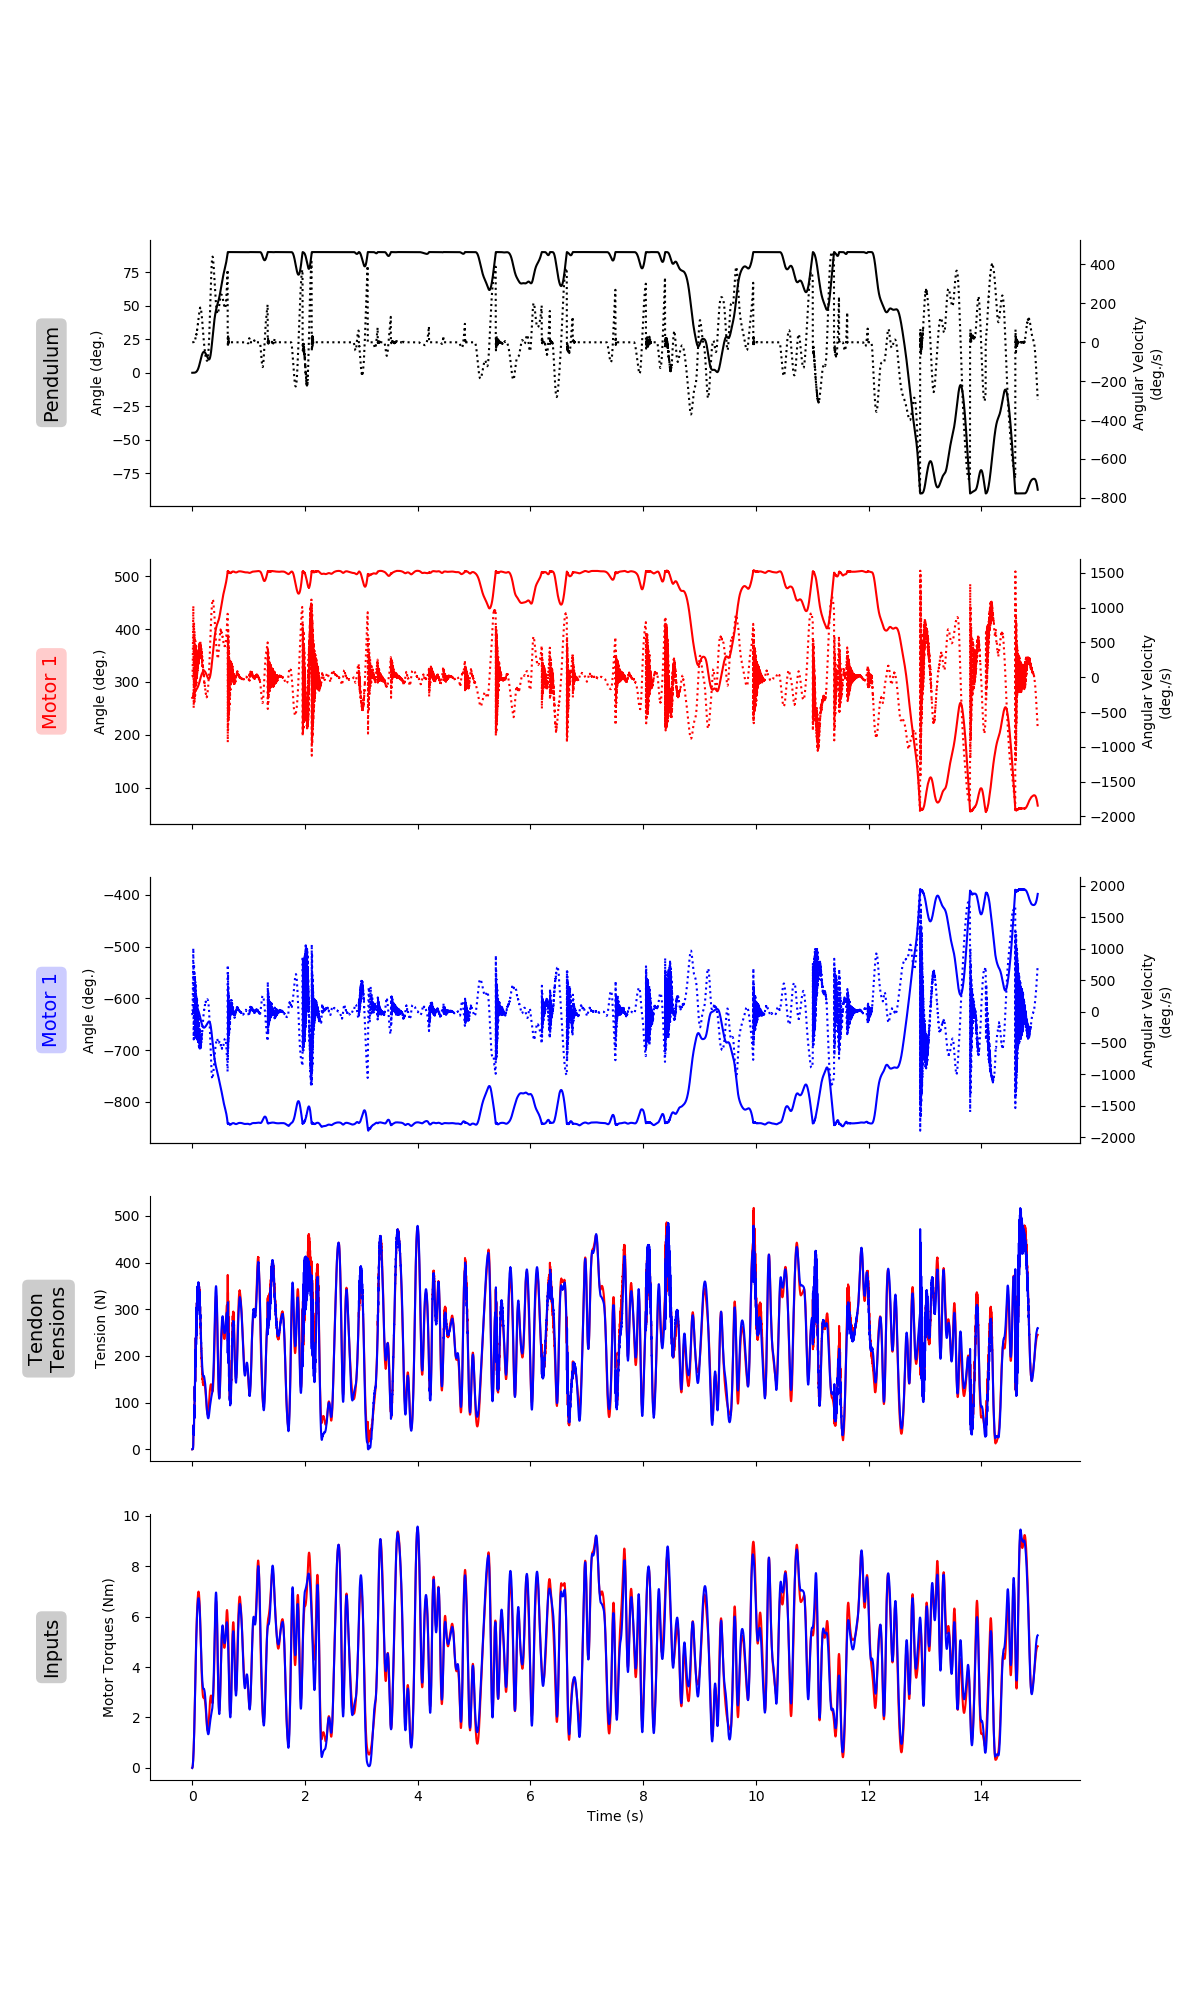 Pendulum
Angle (deg.)
75
50
25
0
−25
−50
−75
400
200
0
−200
−400
−600
−800
Angular Velocity
(deg./s)
Motor 1
Angle (deg.)
500
400
300
200
100
1500
1000
500
0
−500
−1000
−1500
−2000
Angular Velocity
(deg./s)
Motor 1
Angle (deg.)
−400
−500
−600
−700
−800
2000
1500
1000
500
0
−500
−1000
−1500
−2000
Angular Velocity
(deg./s)
Tendon
Tensions
Tension (N)
500
400
300
200
100
0
Inputs
Motor Torques (Nm)
10
8
6
4
2
0
0 2 4 6 8 10 12 14
Time (s)